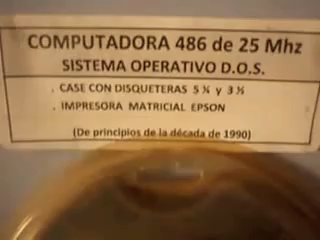 COMPUTADORA 486 de 25 Mhz
SISTEMA OPERATIVO D.O.S.
. CASE CON DISQUETERAS 5 ¼ y 3 ½
. IMPRESORA MATRICIAL EPSON
(De principios de la década de 1990)